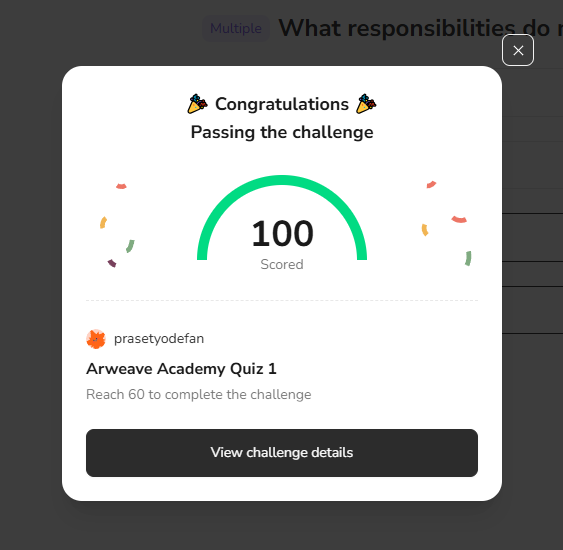 Multiple What responsibilities do
Congratulations
Passing the challenge
100
Scored
prasetyodefan
Arweave Academy Quiz 1
Reach 60 to complete the challenge
View challenge details